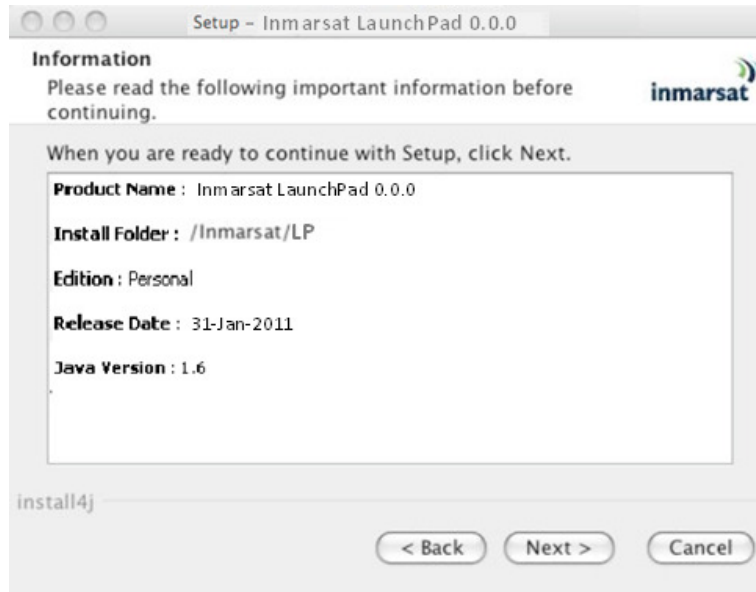 Setup – Inmarsat LaunchPad 0.0.0
Information
Please read the following important information before
continuing.
inmarsat
When you are ready to continue with Setup, click Next.
Product Name : Inmarsat LaunchPad 0.0.0
Install Folder : /Inmarsat/LP
Edition : Personal
Release Date : 31-Jan-2011
Java Version : 1.6
install4j
< Back Next > Cancel